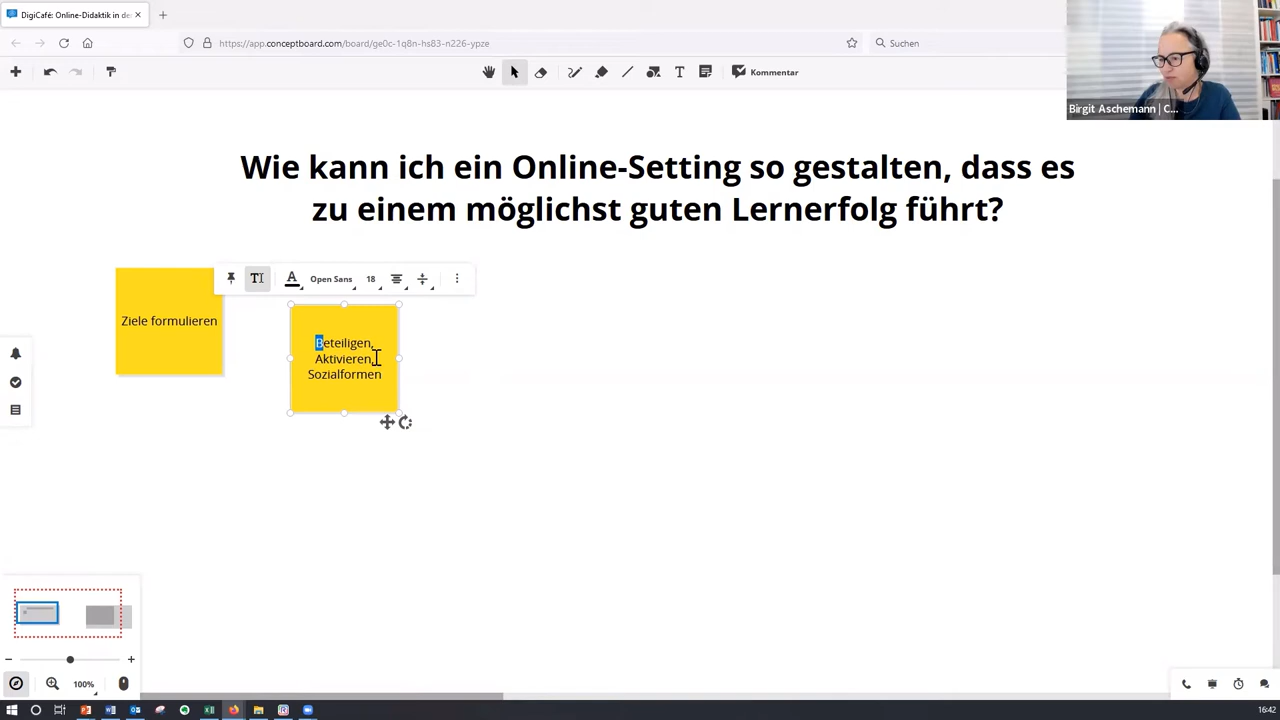 DigiCafé: Online-Didaktik in de
https://app.conceptboard.com/board/ge0c-1q8n-hs83-n226-ypze
Suchen
Kommentar
Birgit Aschemann | C...
Wie kann ich ein Online-Setting so gestalten, dass es
zu einem möglichst guten Lernerfolg führt?
Open Sans
18
Ziele formulieren
Beteiligen,
Aktivieren,
Sozialformen
100%
16:42